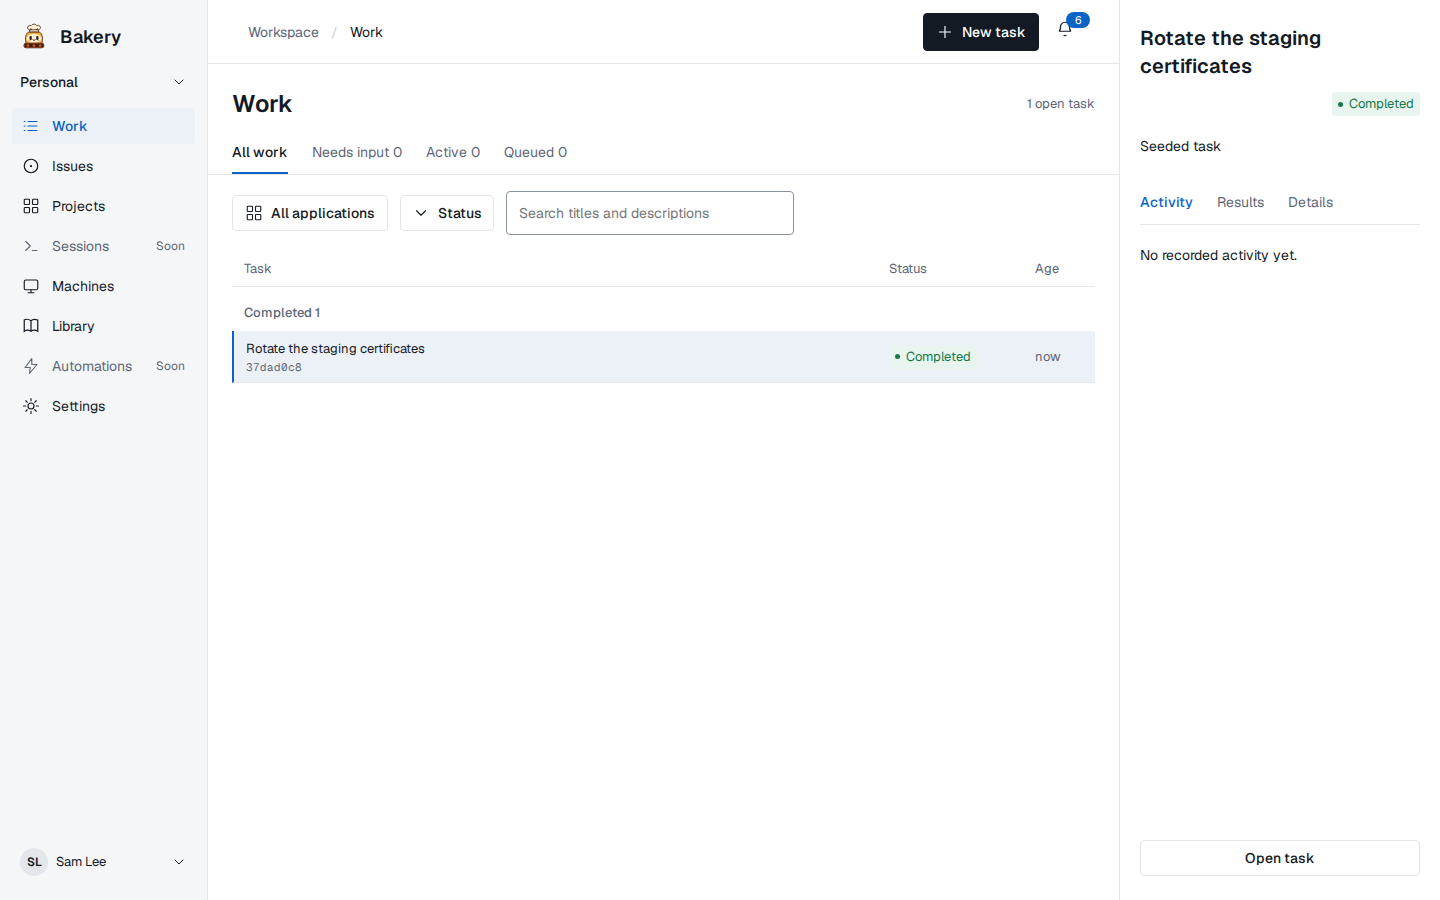 Bakery
Personal
Work
Issues
Projects
Sessions Soon
Machines
Library
Automations Soon
Settings
SL Sam Lee
Workspace / Work
New task
6
Work
1 open task
All work Needs input 0 Active 0 Queued 0
All applications Status Search titles and descriptions
Task Status Age
Completed 1
Rotate the staging certificates
37dad0c8
Completed now
Rotate the staging
certificates
Completed
Seeded task
Activity Results Details
No recorded activity yet.
Open task